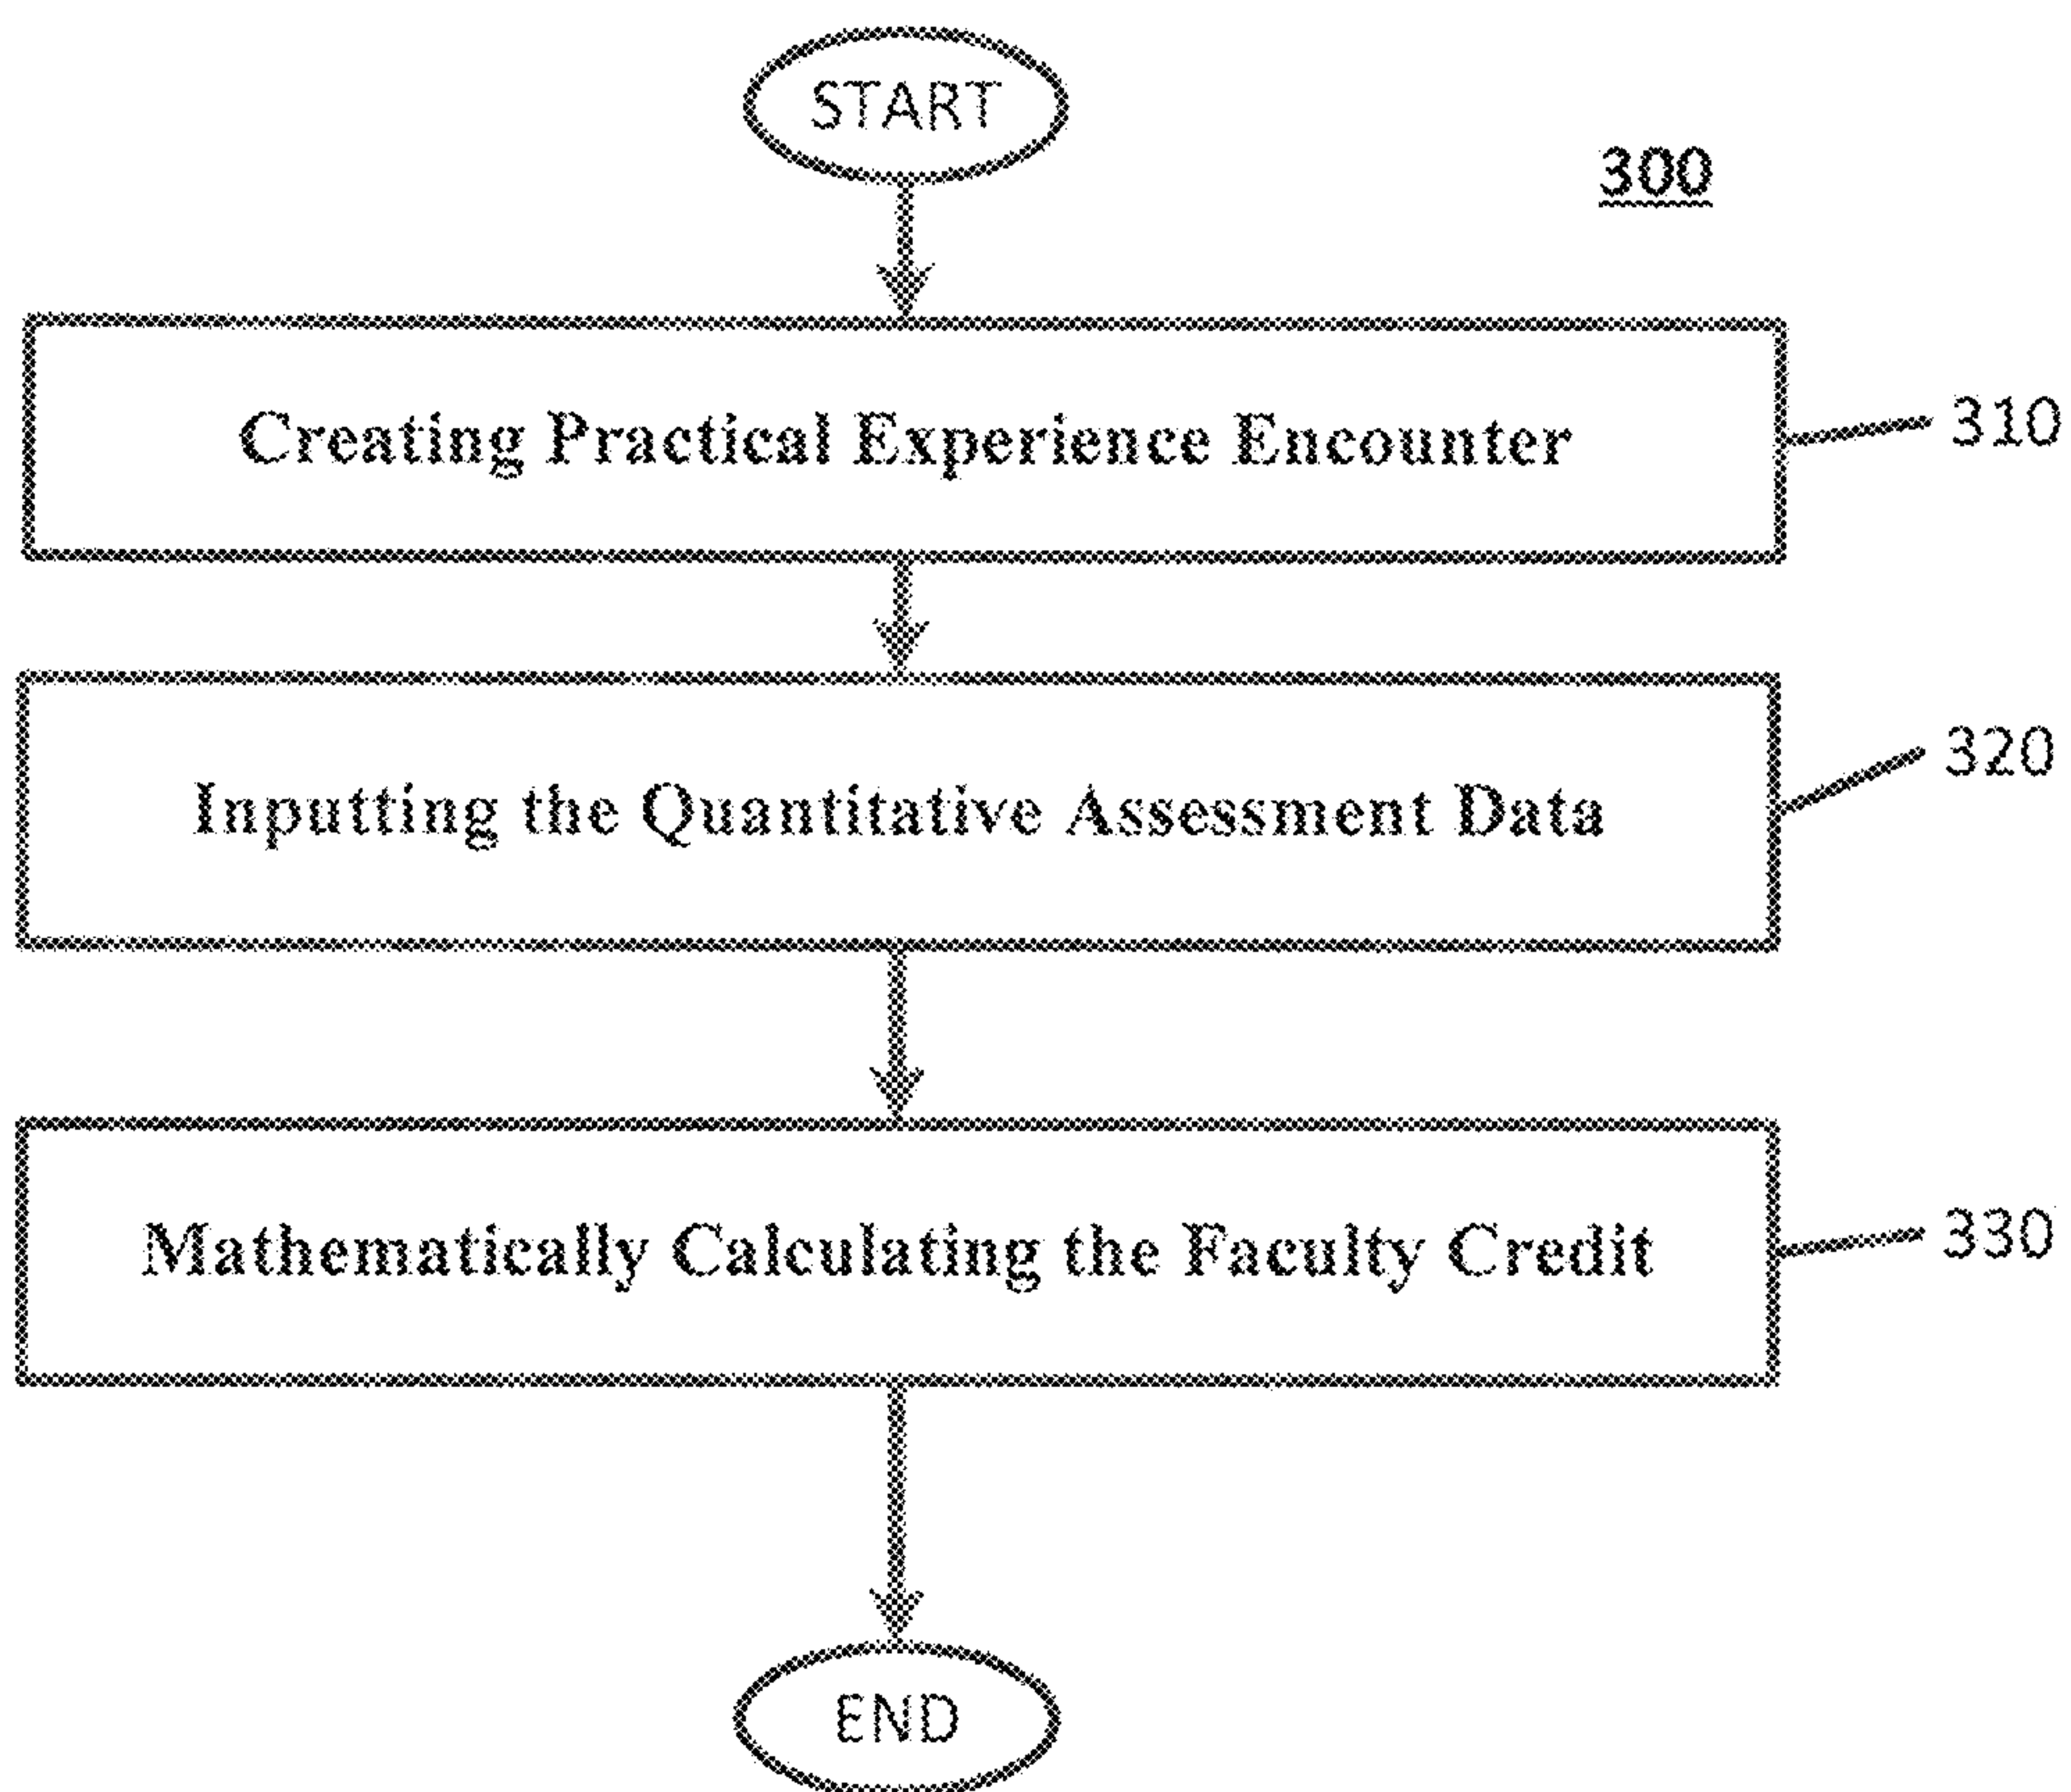 START
300
Creating Practical Experience Encounter
310
Inputting the Quantitative Assessment Data
320
Mathematically Calculating the Faculty Credit
330
END